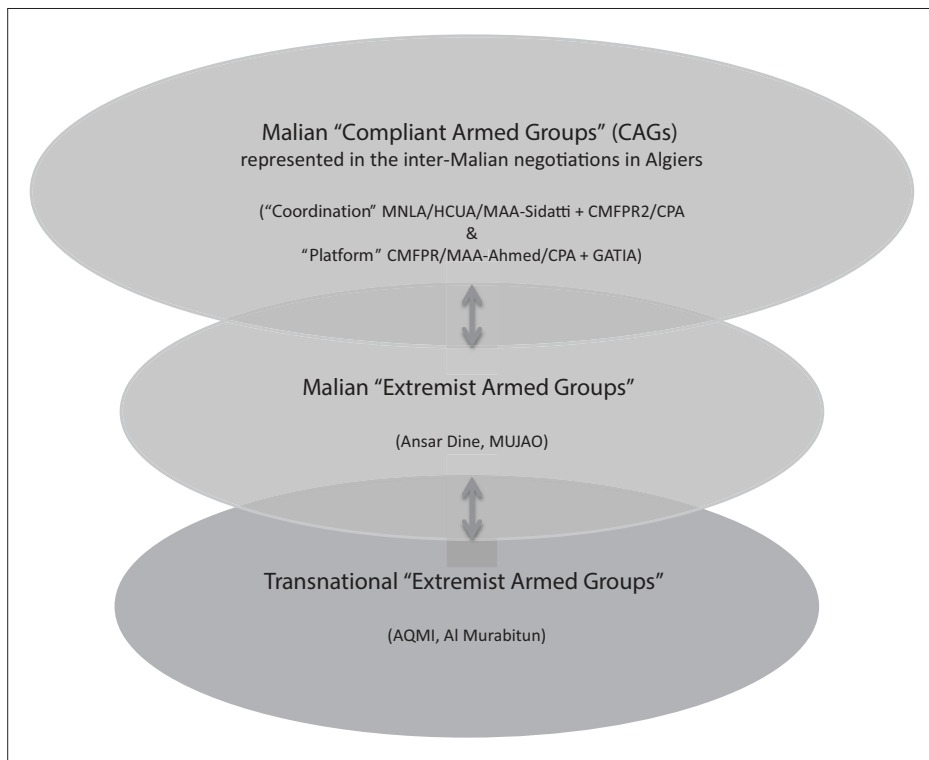 Malian “Compliant Armed Groups” (CAGs)
represented in the inter-Malian negotiations in Algiers
(“Coordination” MNLA/HCUA/MAA-Sidatti + CMFPR2/CPA
&
“Platform” CMFPR/MAA-Ahmed/CPA + GATIA)
Malian “Extremist Armed Groups”
(Ansar Dine, MUJAO)
Transnational “Extremist Armed Groups”
(AQMI, Al Murabitun)